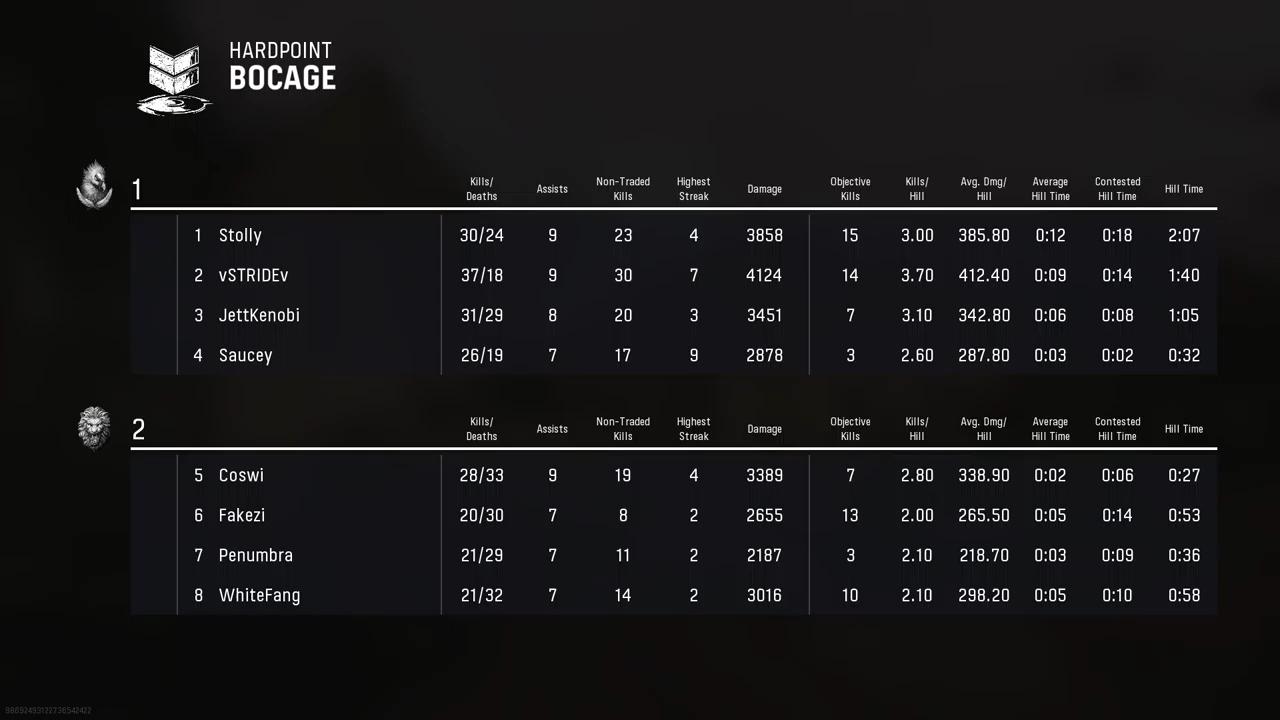 HARDPOINT
BOCAGE
1 Kills/ Deaths Assists Non-Traded Kills Highest Streak Damage Objective Kills Kills/ Hill Avg. Dmg/ Hill Average Hill Time Contested Hill Time Hill Time
1 Stolly 30/24 9 23 4 3858 15 3.00 385.80 0:12 0:18 2:07
2 vSTRIDEv 37/18 9 30 7 4124 14 3.70 412.40 0:09 0:14 1:40
3 JettKenobi 31/29 8 20 3 3451 7 3.10 342.80 0:06 0:08 1:05
4 Saucey 26/19 7 17 9 2878 3 2.60 287.80 0:03 0:02 0:32
2 Kills/ Deaths Assists Non-Traded Kills Highest Streak Damage Objective Kills Kills/ Hill Avg. Dmg/ Hill Average Hill Time Contested Hill Time Hill Time
5 Coswi 28/33 9 19 4 3389 7 2.80 338.90 0:02 0:06 0:27
6 Fakezi 20/30 7 8 2 2655 13 2.00 265.50 0:05 0:14 0:53
7 Penumbra 21/29 7 11 2 2187 3 2.10 218.70 0:03 0:09 0:36
8 WhiteFang 21/32 7 14 2 3016 10 2.10 298.20 0:05 0:10 0:58